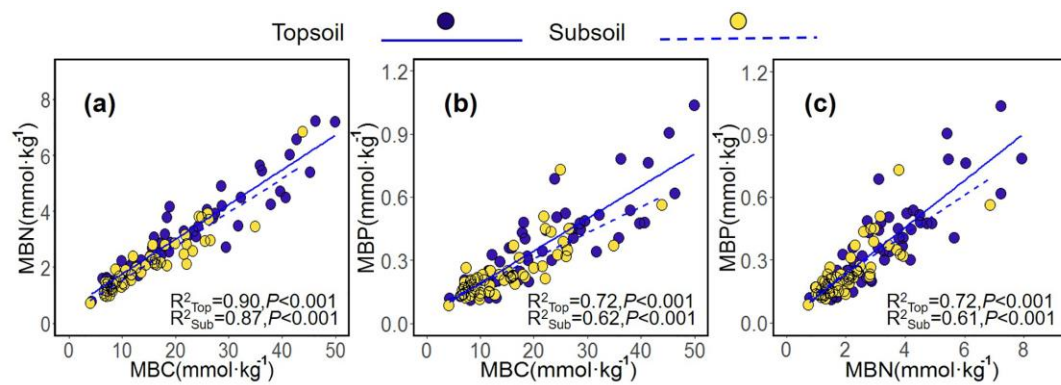 Topsoil Subsoil
(a)
8
6
4
2
0
MBN(mmol·kg⁻¹)
R²Top=0.90,P<0.001
R²Sub=0.87,P<0.001
0 10 20 30 40 50
MBC(mmol·kg⁻¹)
(b)
1.2
0.9
0.6
0.3
0.0
MBP(mmol·kg⁻¹)
R²Top=0.72,P<0.001
R²Sub=0.62,P<0.001
0 10 20 30 40 50
MBC(mmol·kg⁻¹)
(c)
1.2
0.9
0.6
0.3
0.0
MBP(mmol·kg⁻¹)
R²Top=0.72,P<0.001
R²Sub=0.61,P<0.001
0 2 4 6 8
MBN(mmol·kg⁻¹)